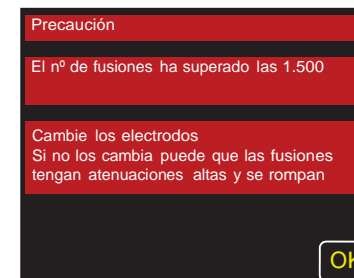 Precaución
El nº de fusiones ha superado las 1.500
Cambie los electrodos
Si no los cambia puede que las fusiones
tengan atenuaciones altas y se rompan
OK